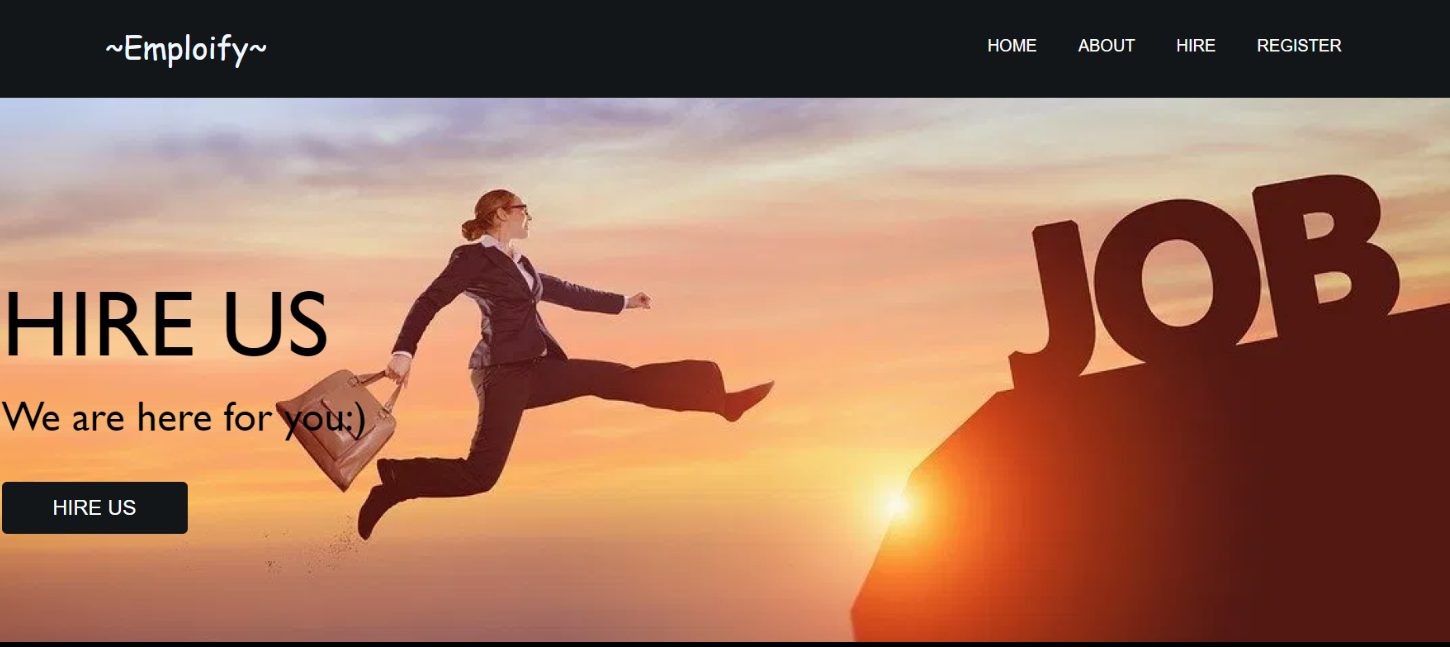 ~Emploify~
HOME ABOUT HIRE REGISTER
JOB
HIRE US
We are here for you:)
HIRE US